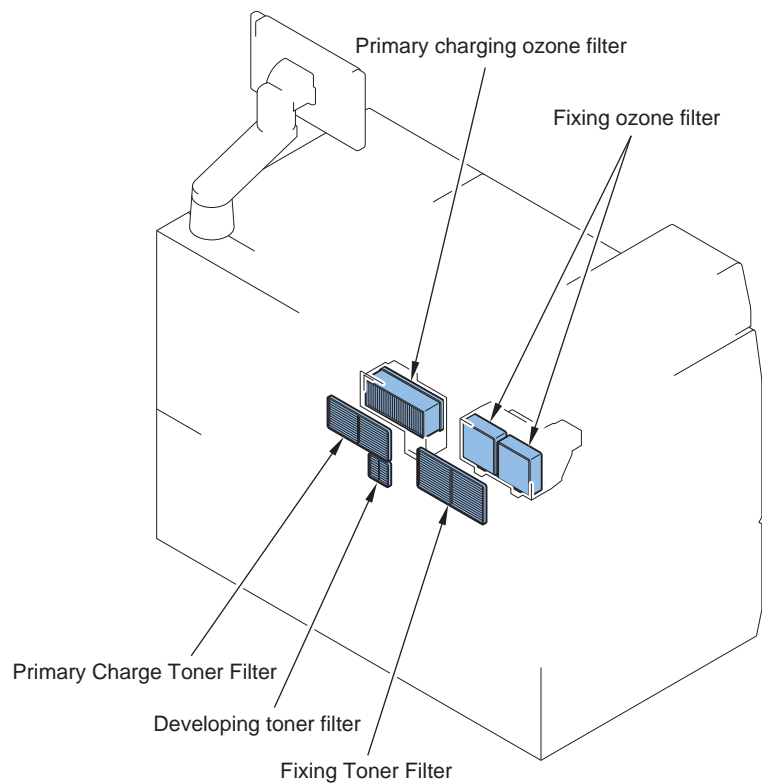 Primary charging ozone filter
Fixing ozone filter
Primary Charge Toner Filter
Developing toner filter
Fixing Toner Filter